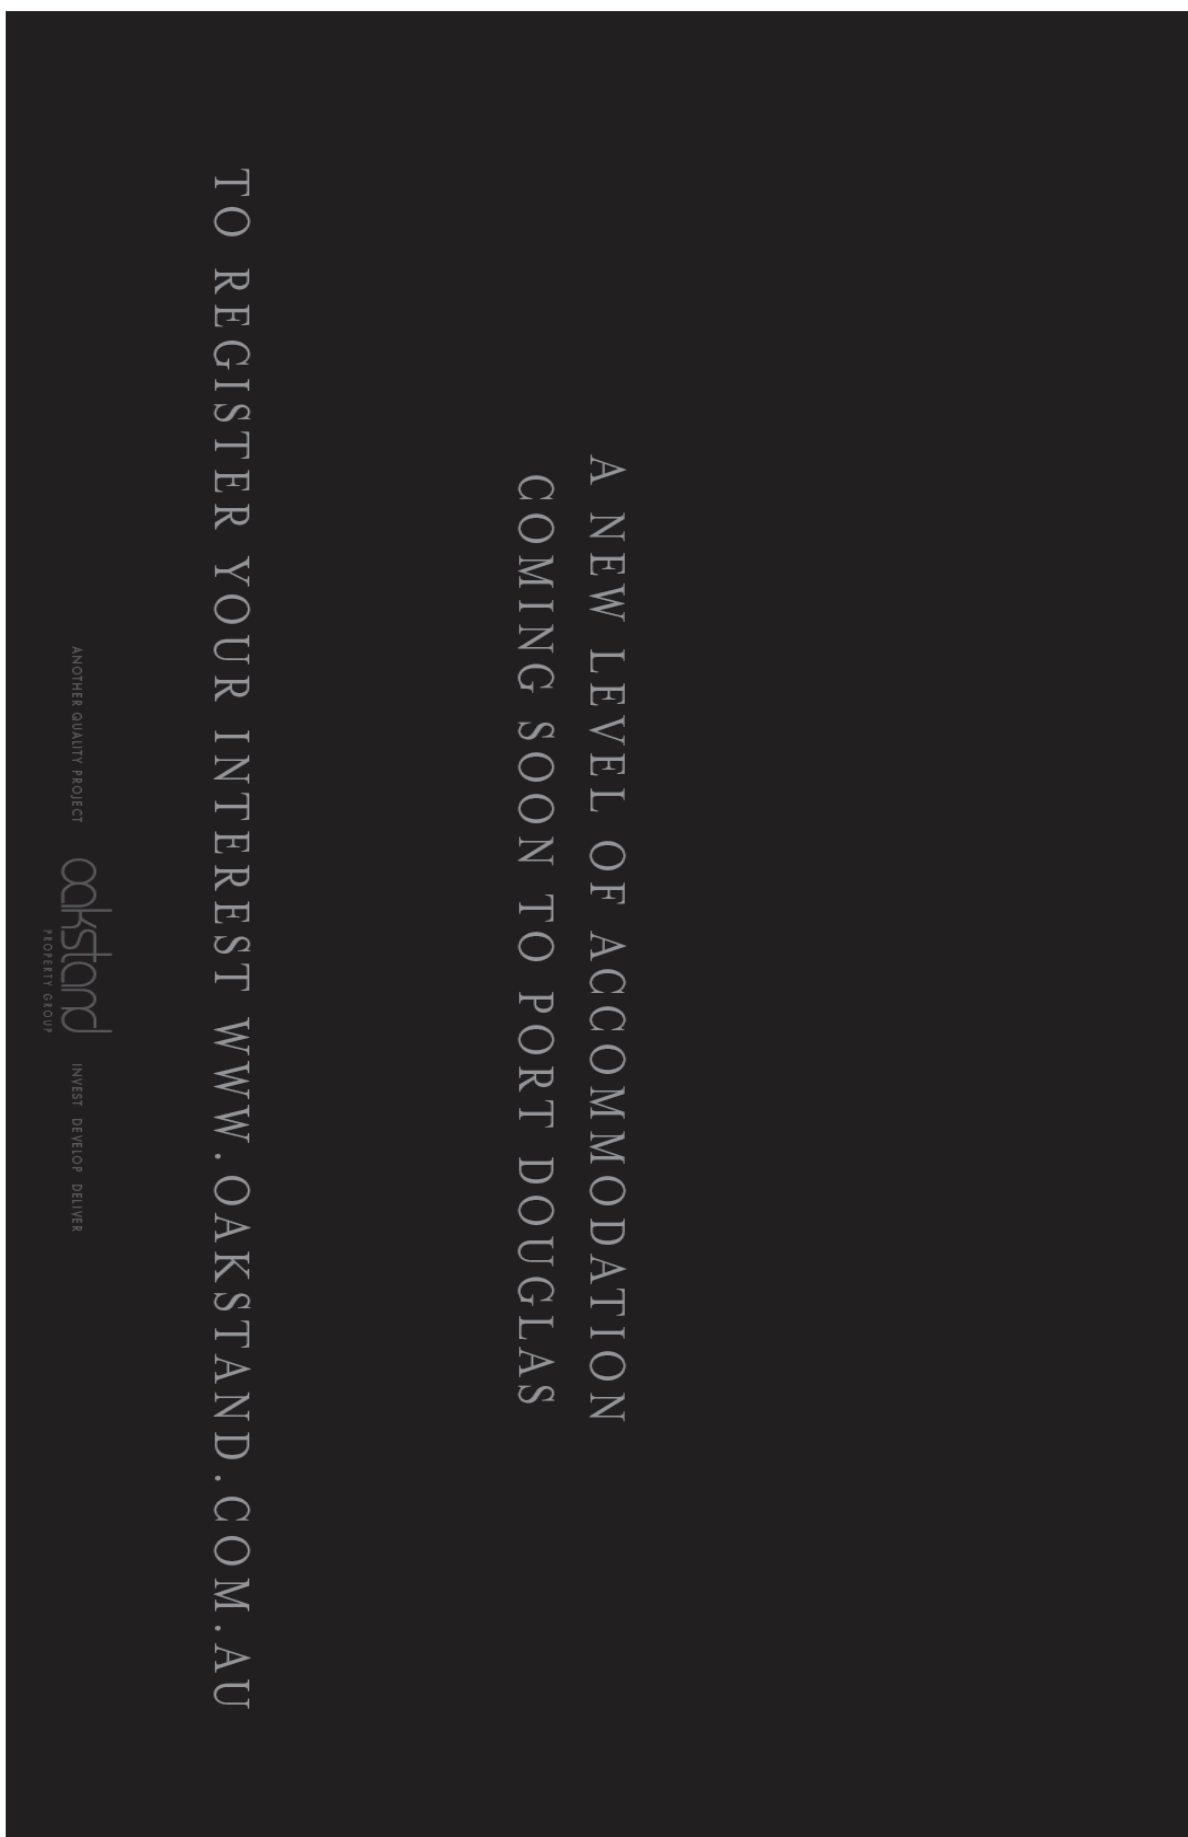 A NEW LEVEL OF ACCOMMODATION
COMING SOON TO PORT DOUGLAS
TO REGISTER YOUR INTEREST WWW.OAKSTAND.COM.AU
ANOTHER QUALITY PROJECT
oakstand
PROPERTY GROUP
INVEST DEVELOP DELIVER